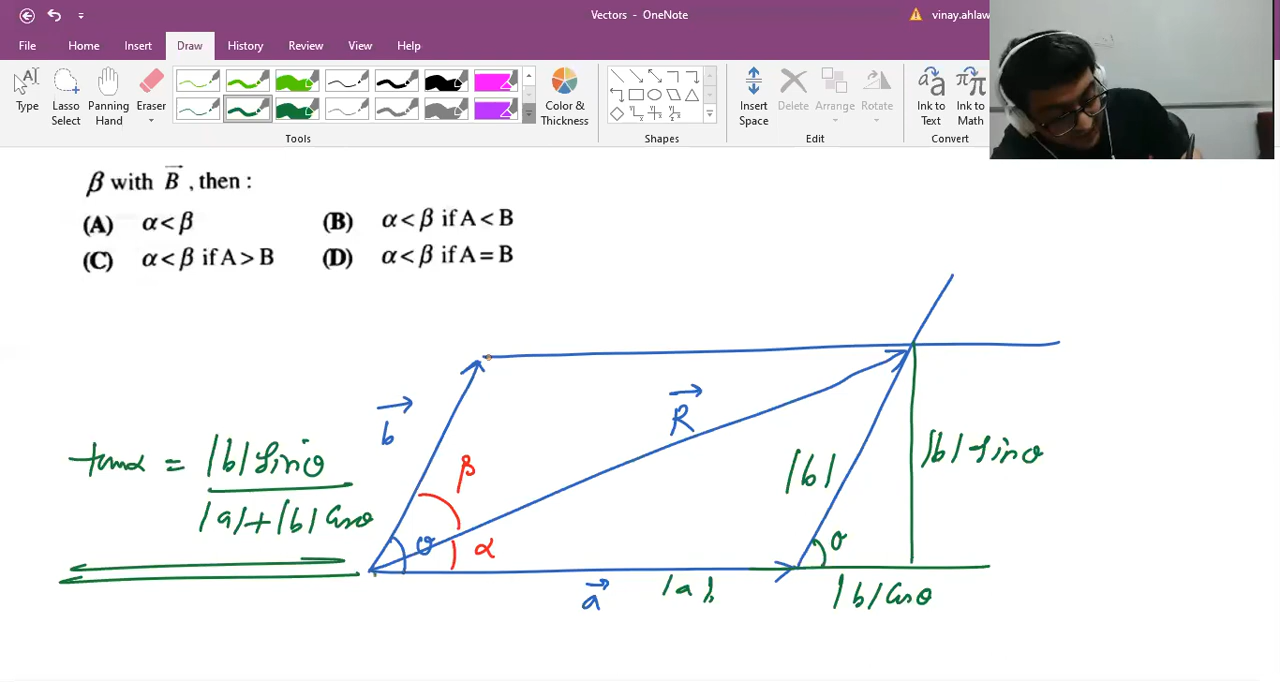 Vectors - OneNote
vinay.ahlaw
File Home Insert Draw History Review View Help
Type
Lasso Select
Panning Hand
Eraser
Color & Thickness
Insert Space
Delete
Arrange
Rotate
Ink to Text
Ink to Math
Tools
Shapes
Edit
Convert
β with B⃗ , then :
(A) α < β
(B) α < β if A < B
(C) α < β if A > B
(D) α < β if A = B
b⃗
R⃗
β
α
θ
|b|
θ
|b| sinθ
tanα = |b| sinθ
|a| + |b| cosθ
a⃗
|a|
|b| cosθ